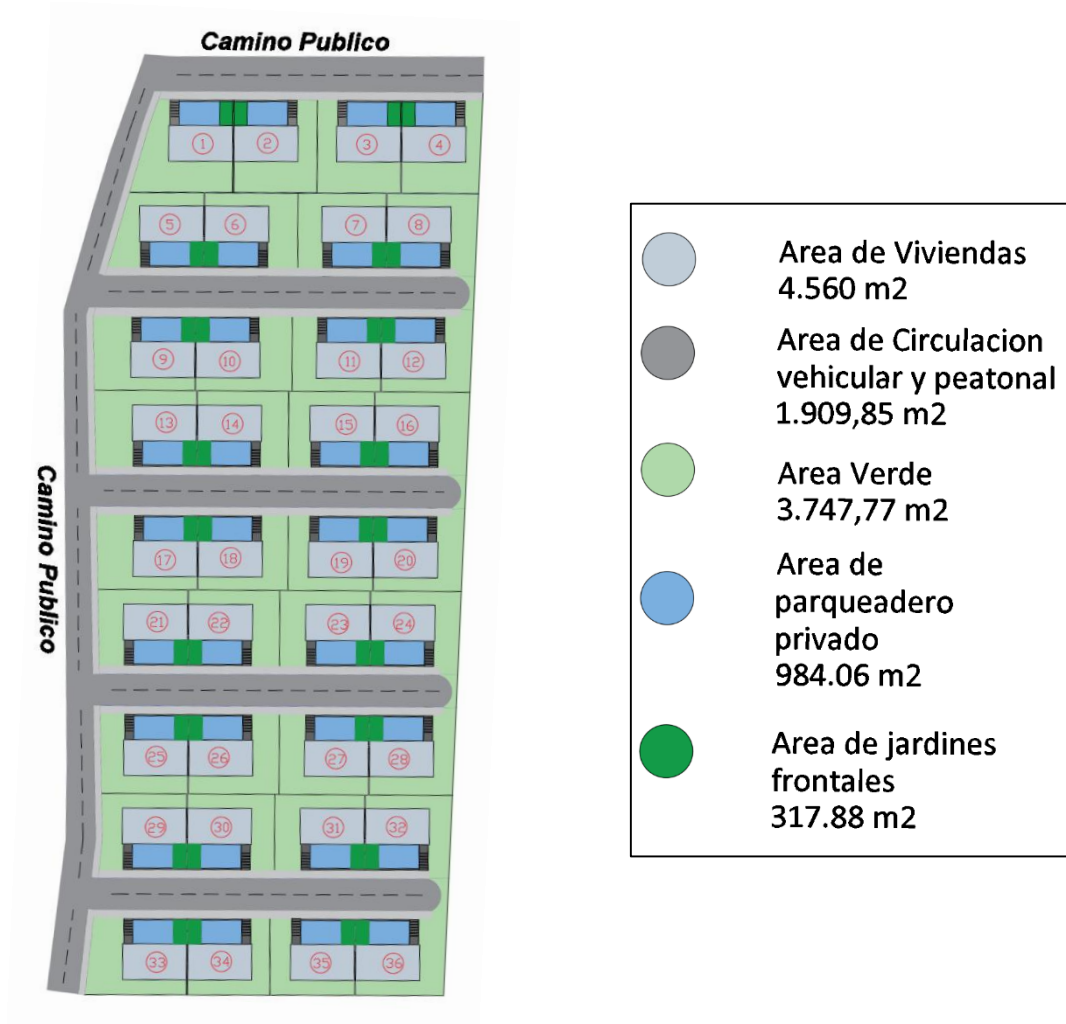 Camino Publico
1 2 3 4
5 6 7 8
9 10 11 12
13 14 15 16
17 18 19 20
21 22 23 24
25 26 27 28
29 30 31 32
33 34 35 36
Camino Publico
Area de Viviendas
4.560 m2
Area de Circulacion
vehicular y peatonal
1.909,85 m2
Area Verde
3.747,77 m2
Area de
parqueadero
privado
984.06 m2
Area de jardines
frontales
317.88 m2